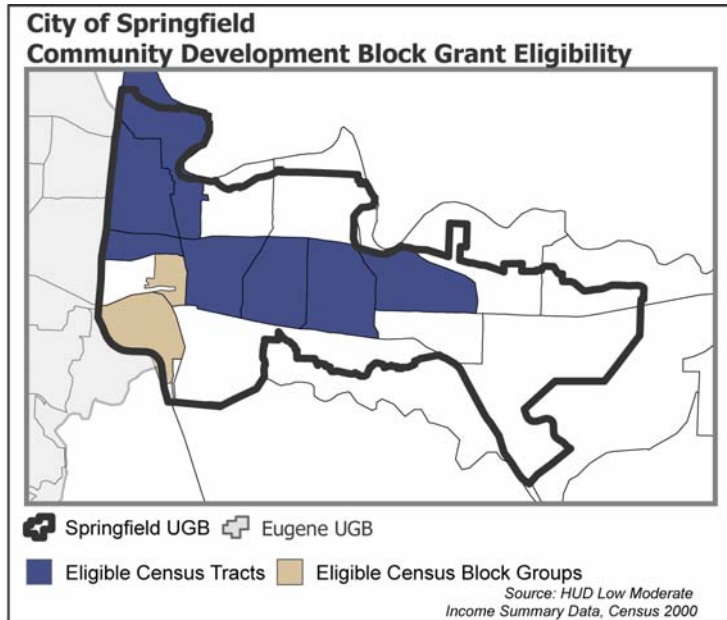 City of Springfield
Community Development Block Grant Eligibility
Springfield UGB Eugene UGB
Eligible Census Tracts Eligible Census Block Groups
Source: HUD Low Moderate
Income Summary Data, Census 2000